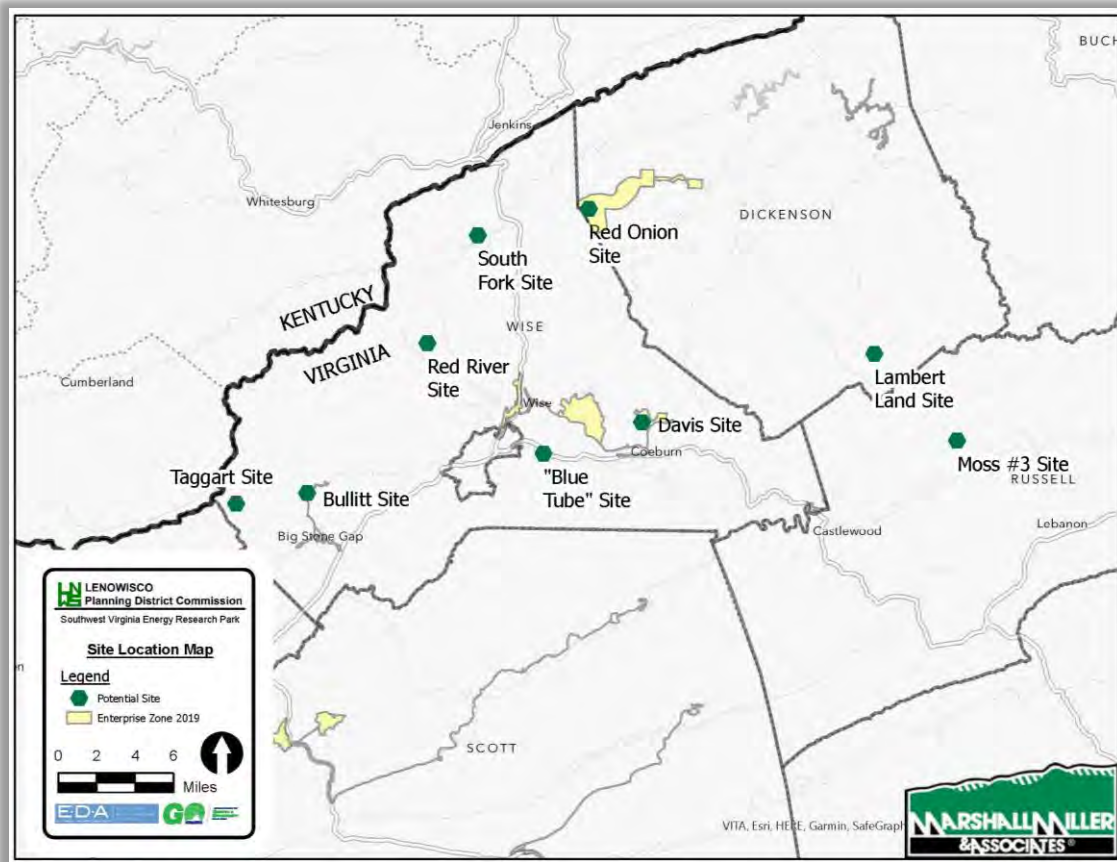 BUCH
Jenkins
Whitesburg
DICKENSON
Red Onion
Site
South
Fork Site
KENTUCKY
VIRGINIA
WISE
Cumberland
Red River
Site
Lambert
Land Site
Wise
Davis Site
Coeburn
Moss #3 Site
RUSSELL
"Blue
Tube" Site
Taggart Site
Bullitt Site
Big Stone Gap
Castlewood
Lebanon
LENOWISCO
Planning District Commission
Southwest Virginia Energy Research Park
Site Location Map
Legend
Potential Site
Enterprise Zone 2019
0 2 4 6
Miles
E·D·A
GO
SCOTT
VITA, Esri, HERE, Garmin, SafeGraph
MARSHALL MILLER
& ASSOCIATES®